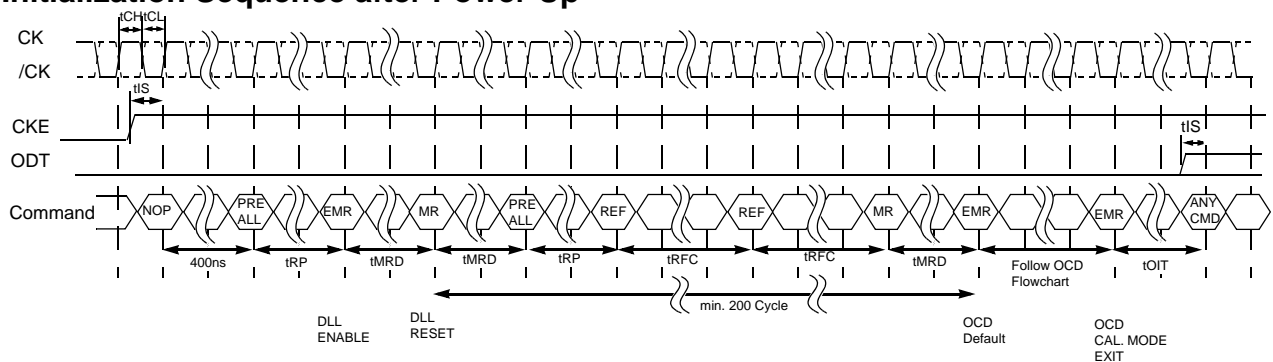 Initialization Sequence after Power Up
tCH tCL
CK
/CK
tIS
CKE
tIS
ODT
Command
NOP
PRE
ALL
EMR
MR
PRE
ALL
REF
REF
MR
EMR
EMR
ANY
CMD
400ns
tRP
tMRD
tMRD
tRP
tRFC
tRFC
tMRD
Follow OCD
Flowchart
tOIT
min. 200 Cycle
DLL
ENABLE
DLL
RESET
OCD
Default
OCD
CAL. MODE
EXIT